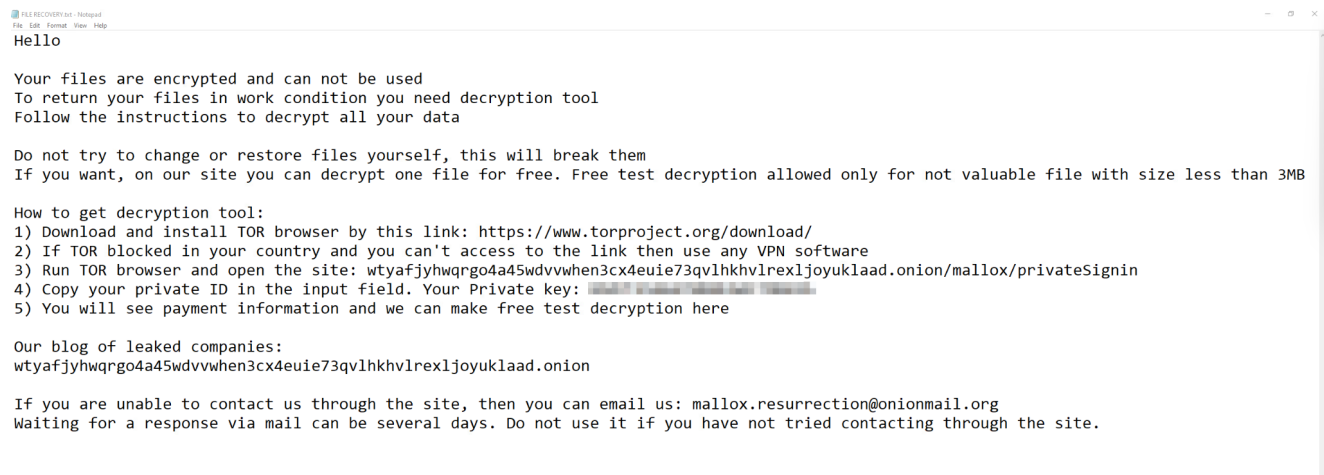 FILE RECOVERY.txt - Notepad
File Edit Format View Help
Hello
Your files are encrypted and can not be used
To return your files in work condition you need decryption tool
Follow the instructions to decrypt all your data
Do not try to change or restore files yourself, this will break them
If you want, on our site you can decrypt one file for free. Free test decryption allowed only for not valuable file with size less than 3MB
How to get decryption tool:
1) Download and install TOR browser by this link: https://www.torproject.org/download/
2) If TOR blocked in your country and you can't access to the link then use any VPN software
3) Run TOR browser and open the site: wtyafjyhwqrgo4a45wdvvwhen3cx4euie73qvlhkhvlrexljoyuklaad.onion/mallox/privateSignin
4) Copy your private ID in the input field. Your Private key:
5) You will see payment information and we can make free test decryption here
Our blog of leaked companies:
wtyafjyhwqrgo4a45wdvvwhen3cx4euie73qvlhkhvlrexljoyuklaad.onion
If you are unable to contact us through the site, then you can email us: mallox.resurrection@onionmail.org
Waiting for a response via mail can be several days. Do not use it if you have not tried contacting through the site.